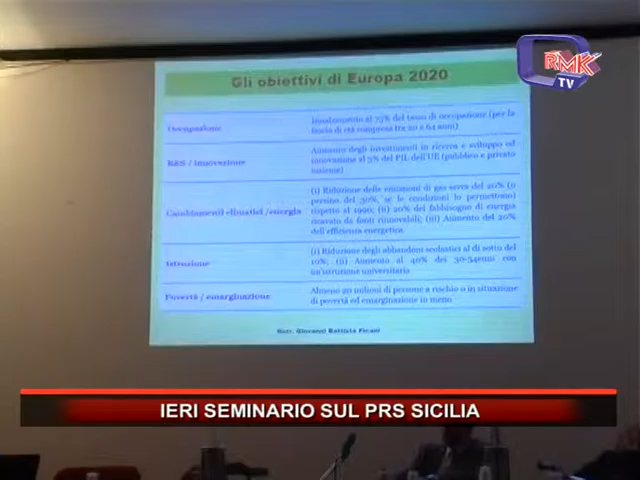 RMK
TV
Gli obiettivi di Europa 2020
Occupazione
Innalzamento al 75% del tasso di occupazione (per la
fascia di età compresa tra 20 e 64 anni)
R&S / innovazione
Aumento degli investimenti in ricerca e sviluppo ed
innovazione al 3% del PIL dell'UE (pubblico e privato
insieme)
Cambiamenti climatici /energia
(i) Riduzione delle emissioni di gas serra del 20% (o
persino del 30%, se le condizioni lo permettono)
rispetto al 1990; (ii) 20% del fabbisogno di energia
ricavato da fonti rinnovabili; (iii) Aumento del 20%
dell'efficienza energetica
Istruzione
(i) Riduzione degli abbandoni scolastici al di sotto del
10%; (ii) Aumento al 40% dei 30-34enni con
un'istruzione universitaria
Povertà / emarginazione
Almeno 20 milioni di persone a rischio o in situazione
di povertà ed emarginazione in meno
Dott. Giovanni Battista
IERI SEMINARIO SUL PRS SICILIA